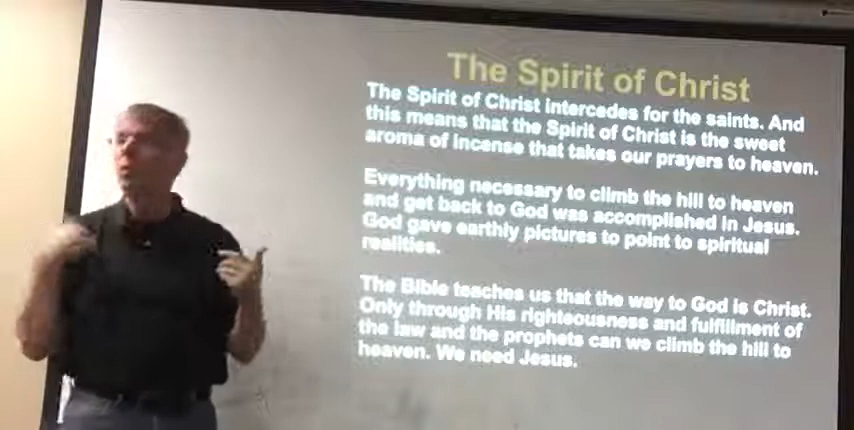 The Spirit of Christ
The Spirit of Christ intercedes for the saints. And
this means that the Spirit of Christ is the sweet
aroma of incense that takes our prayers to heaven.
Everything necessary to climb the hill to heaven
and get back to God was accomplished in Jesus.
God gave earthly pictures to point to spiritual
realities.
The Bible teaches us that the way to God is Christ.
Only through His righteousness and fulfillment of
the law and the prophets can we climb the hill to
heaven. We need Jesus.